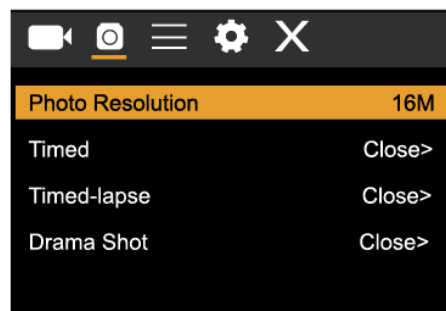 Photo Resolution 16M
Timed Close>
Timed-lapse Close>
Drama Shot Close>